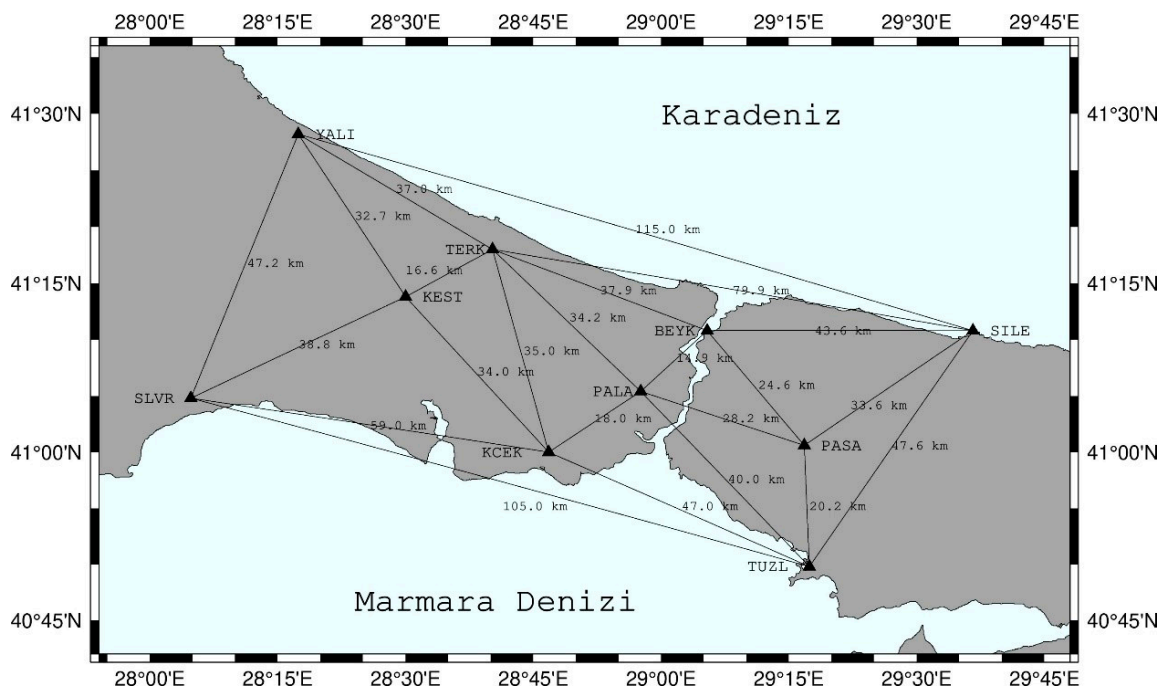 28°00'E 28°15'E 28°30'E 28°45'E 29°00'E 29°15'E 29°30'E 29°45'E
41°30'N 41°30'N
Karadeniz
YALI
37.0 km
32.7 km
115.0 km
TERK
47.2 km
16.6 km
41°15'N 41°15'N
37.9 km
79.9 km
KEST
34.2 km
BEYK
43.6 km
SILE
38.8 km
35.0 km
14.9 km
34.0 km
24.6 km
PALA
SLVR
33.6 km
18.0 km
28.2 km
59.0 km
41°00'N 41°00'N
KCEK
PASA
47.6 km
40.0 km
105.0 km
47.0 km
20.2 km
TUZL
Marmara Denizi
40°45'N 40°45'N
28°00'E 28°15'E 28°30'E 28°45'E 29°00'E 29°15'E 29°30'E 29°45'E